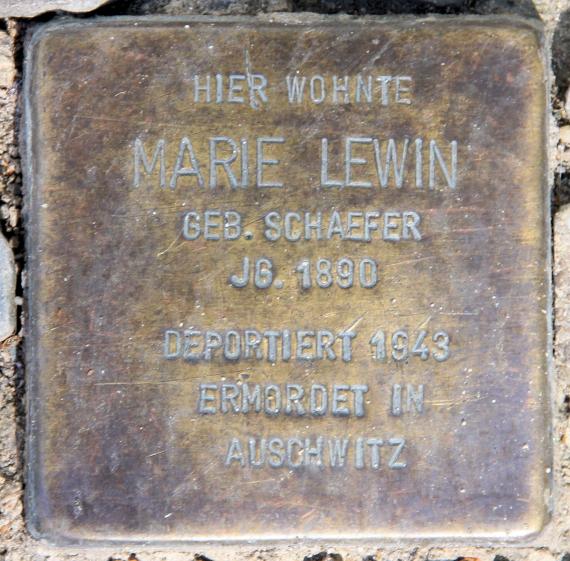 HIER WOHNTE
MARIE LEWIN
GEB. SCHAEFER
JG. 1890
DEPORTIERT 1943
ERMORDET IN
AUSCHWITZ